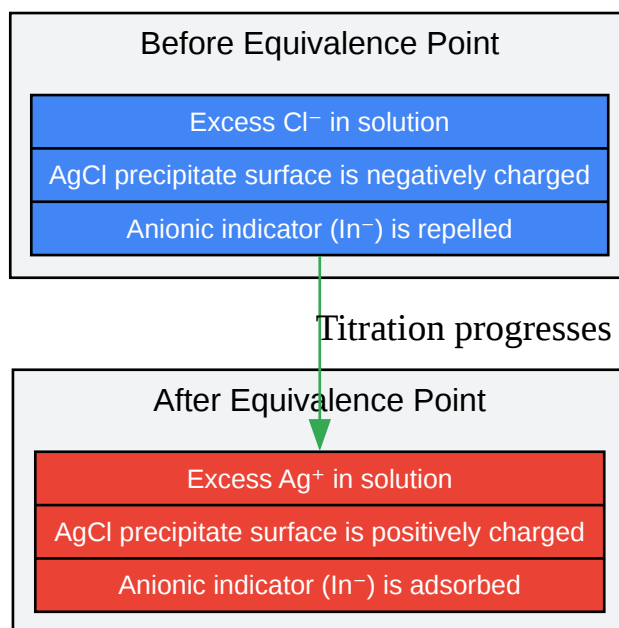 Before Equivalence Point
Excess Cl⁻ in solution
AgCl precipitate surface is negatively charged
Anionic indicator (In⁻) is repelled
Titration progresses
After Equivalence Point
Excess Ag⁺ in solution
AgCl precipitate surface is positively charged
Anionic indicator (In⁻) is adsorbed